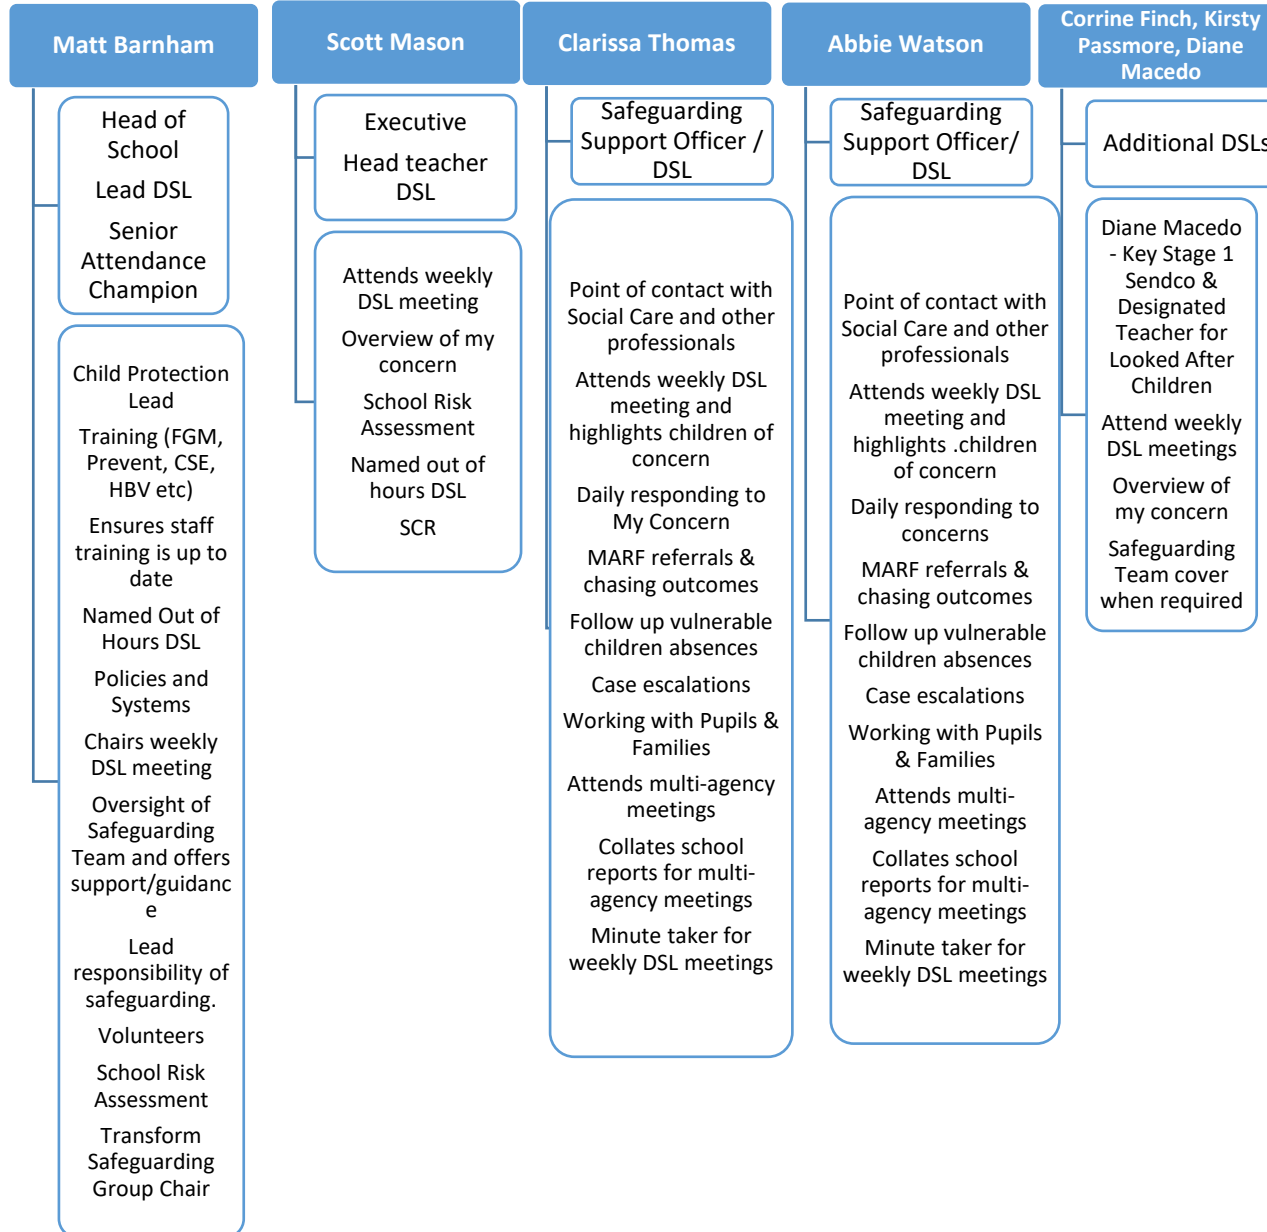 Matt Barnham
Head of
School
Lead DSL
Senior
Attendance
Champion
Child Protection
Lead
Training (FGM,
Prevent, CSE,
HBV etc)
Ensures staff
training is up to
date
Named Out of
Hours DSL
Policies and
Systems
Chairs weekly
DSL meeting
Oversight of
Safeguarding
Team and offers
support/guidanc
e
Lead
responsibility of
safeguarding.
Volunteers
School Risk
Assessment
Transform
Safeguarding
Group Chair
Scott Mason
Executive
Head teacher
DSL
Attends weekly
DSL meeting
Overview of my
concern
School Risk
Assessment
Named out of
hours DSL
SCR
Clarissa Thomas
Safeguarding
Support Officer /
DSL
Point of contact with
Social Care and other
professionals
Attends weekly DSL
meeting and
highlights children of
concern
Daily responding to
My Concern
MARF referrals &
chasing outcomes
Follow up vulnerable
children absences
Case escalations
Working with Pupils &
Families
Attends multi-agency
meetings
Collates school
reports for multi-
agency meetings
Minute taker for
weekly DSL meetings
Abbie Watson
Safeguarding
Support Officer/
DSL
Point of contact with
Social Care and other
professionals
Attends weekly DSL
meeting and
highlights .children
of concern
Daily responding to
concerns
MARF referrals &
chasing outcomes
Follow up vulnerable
children absences
Case escalations
Working with Pupils
& Families
Attends multi-
agency meetings
Collates school
reports for multi-
agency meetings
Minute taker for
weekly DSL meetings
Corrine Finch, Kirsty
Passmore, Diane
Macedo
Additional DSLs
Diane Macedo
- Key Stage 1
Sendco &
Designated
Teacher for
Looked After
Children
Attend weekly
DSL meetings
Overview of
my concern
Safeguarding
Team cover
when required